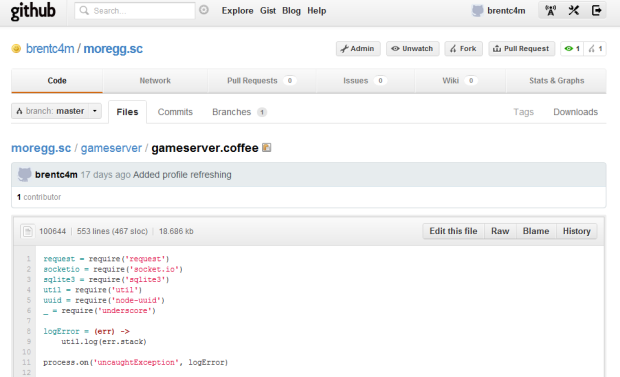 github Search... Explore Gist Blog Help brentc4m
brentc4m / moregg.sc Admin Unwatch Fork Pull Request 1 1
Code Network Pull Requests 0 Issues 0 Wiki 0 Stats & Graphs
branch: master Files Commits Branches 1 Tags Downloads
moregg.sc / gameserver / gameserver.coffee
brentc4m 17 days ago Added profile refreshing
1 contributor
100644 | 553 lines (467 sloc) | 18.686 kb Edit this file Raw Blame History
1 request = require('request')
2 socketio = require('socket.io')
3 sqlite3 = require('sqlite3')
4 util = require('util')
5 uuid = require('node-uuid')
6 _ = require('underscore')
7
8 logError = (err) ->
9 util.log(err.stack)
10
11 process.on('uncaughtException', logError)
12